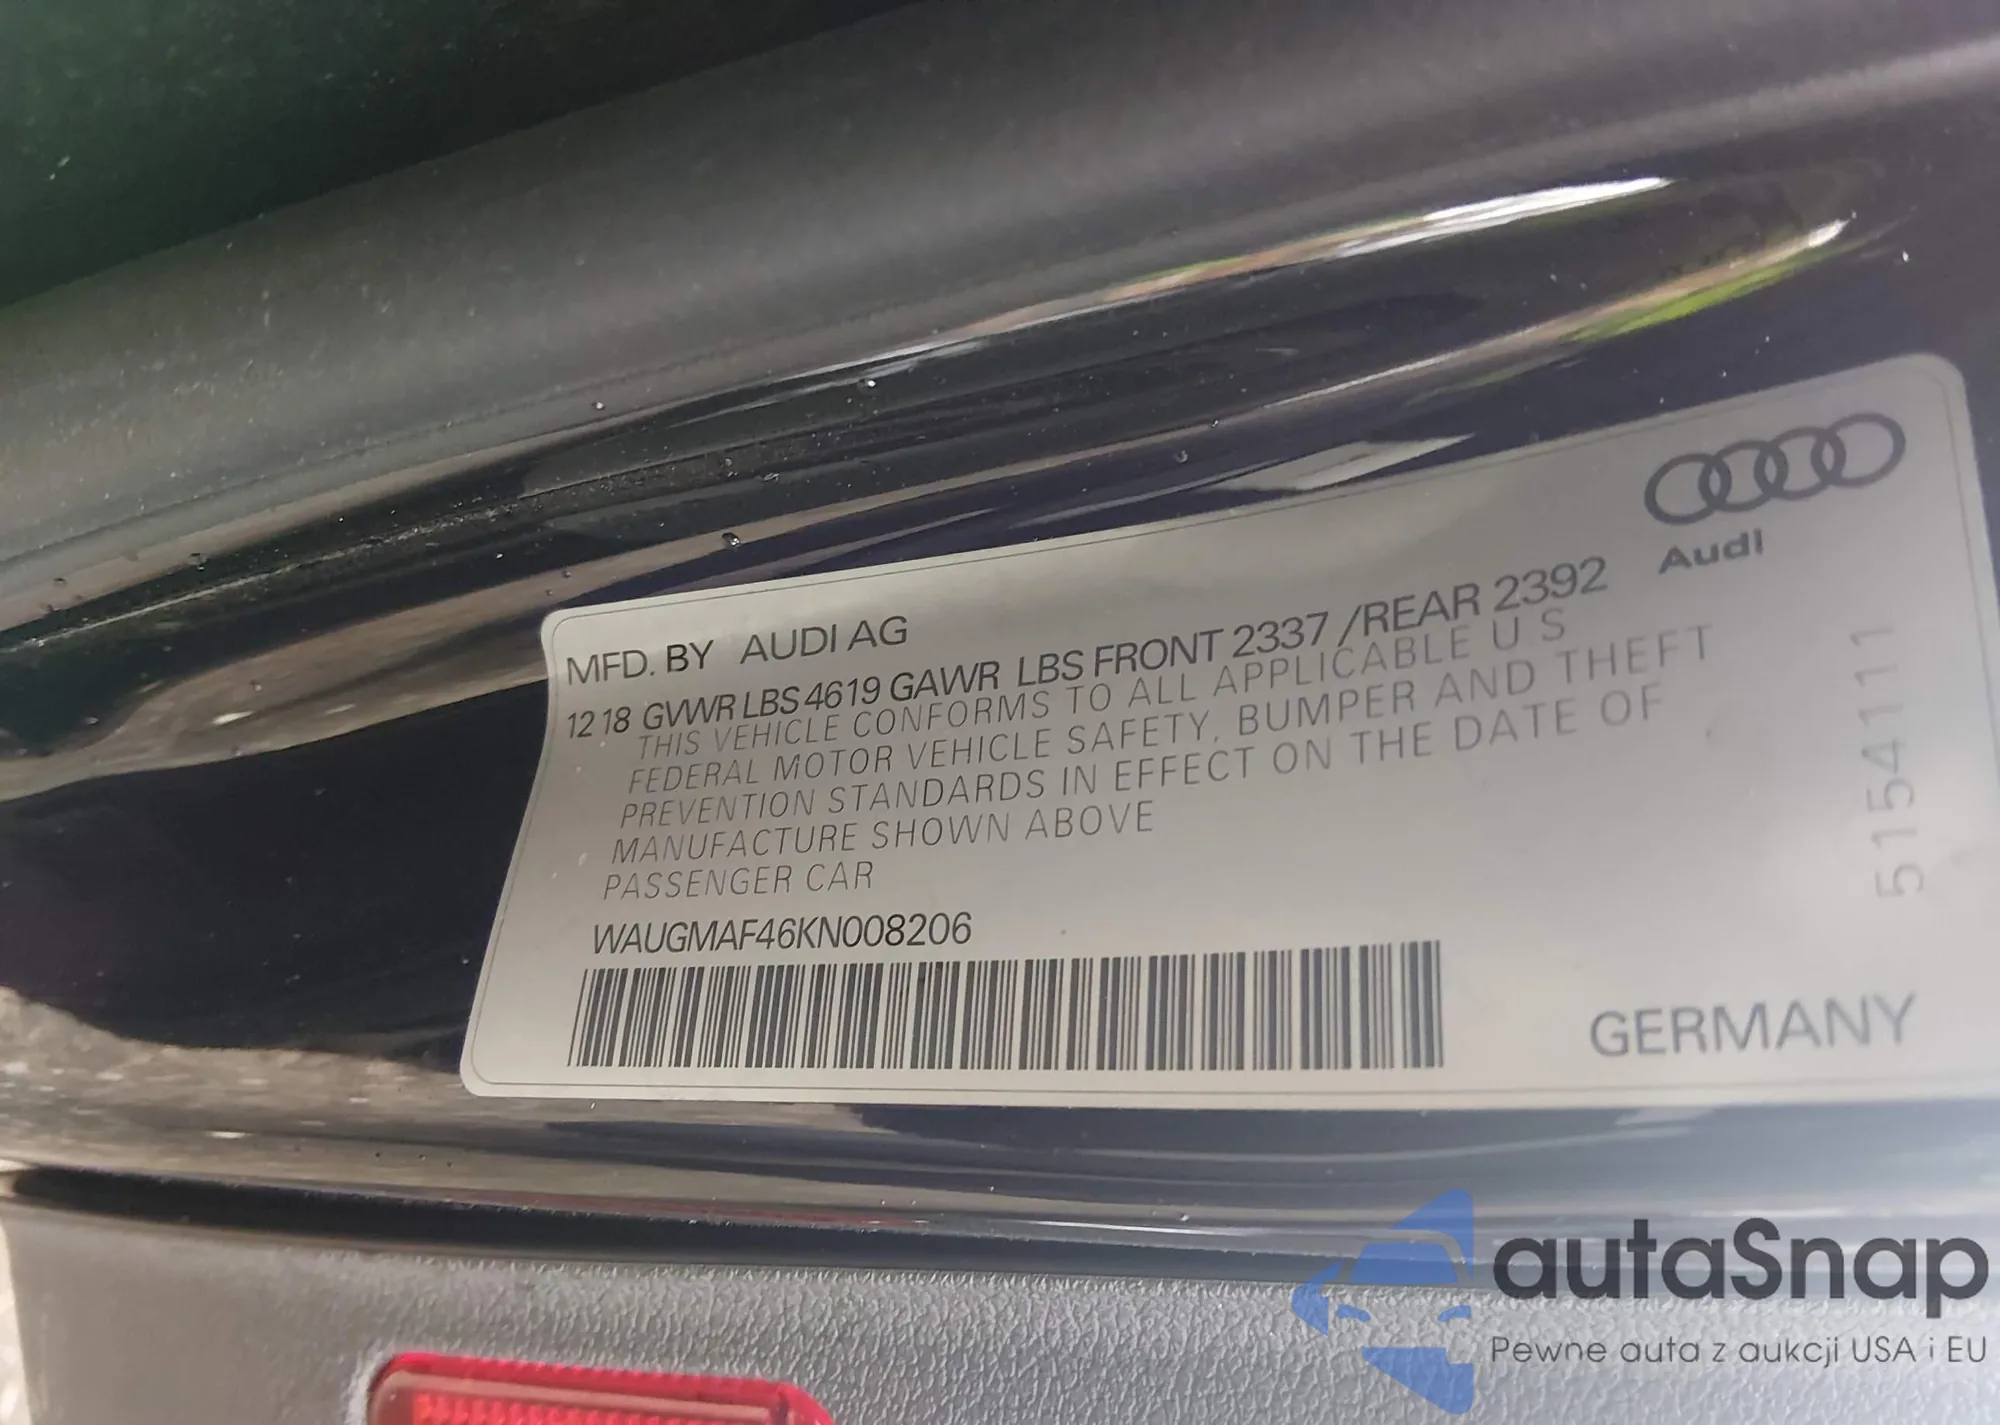 Audi
MFD. BY AUDI AG
12 18 GVWR LBS 4619 GAWR LBS FRONT 2337 /REAR 2392
THIS VEHICLE CONFORMS TO ALL APPLICABLE U.S
FEDERAL MOTOR VEHICLE SAFETY, BUMPER AND THEFT
PREVENTION STANDARDS IN EFFECT ON THE DATE OF
MANUFACTURE SHOWN ABOVE
PASSENGER CAR
WAUGMAF46KN008206
GERMANY
5154111
autaSnap
Pewne auta z aukcji USA i EU